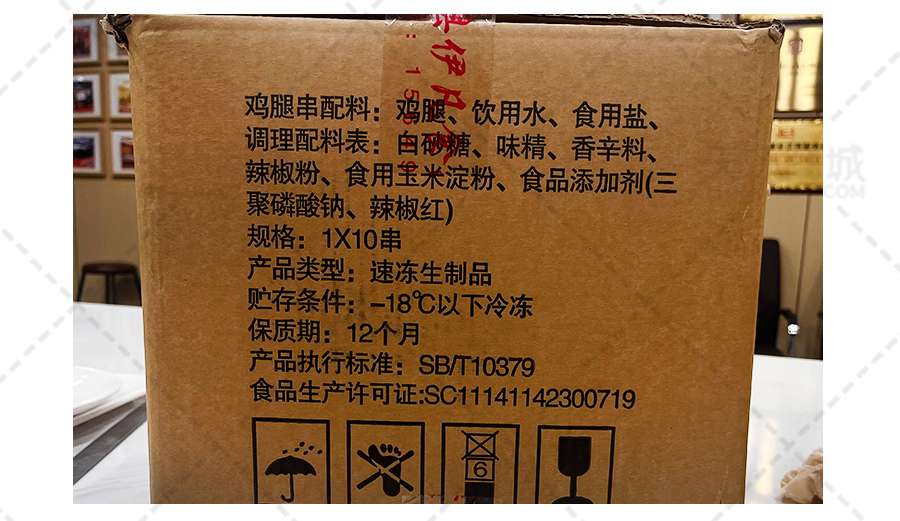 鸡腿串配料：鸡腿、饮用水、食用盐、
调理配料表：白砂糖、味精、香辛料、
辣椒粉、食用玉米淀粉、食品添加剂(三
聚磷酸钠、辣椒红)
规格：1X10串
产品类型：速冻生制品
贮存条件：-18℃以下冷冻
保质期：12个月
产品执行标准：SB/T10379
食品生产许可证:SC11141142300719
6
城
.COM